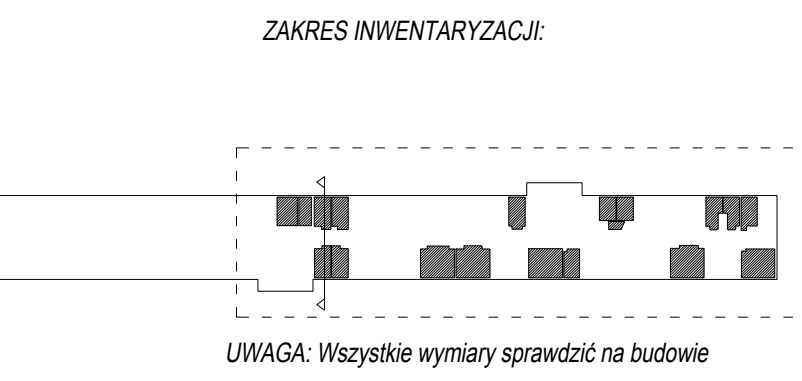 ZAKRES INWENTARYZACJI:
UWAGA: Wszystkie wymiary sprawdzić na budowie